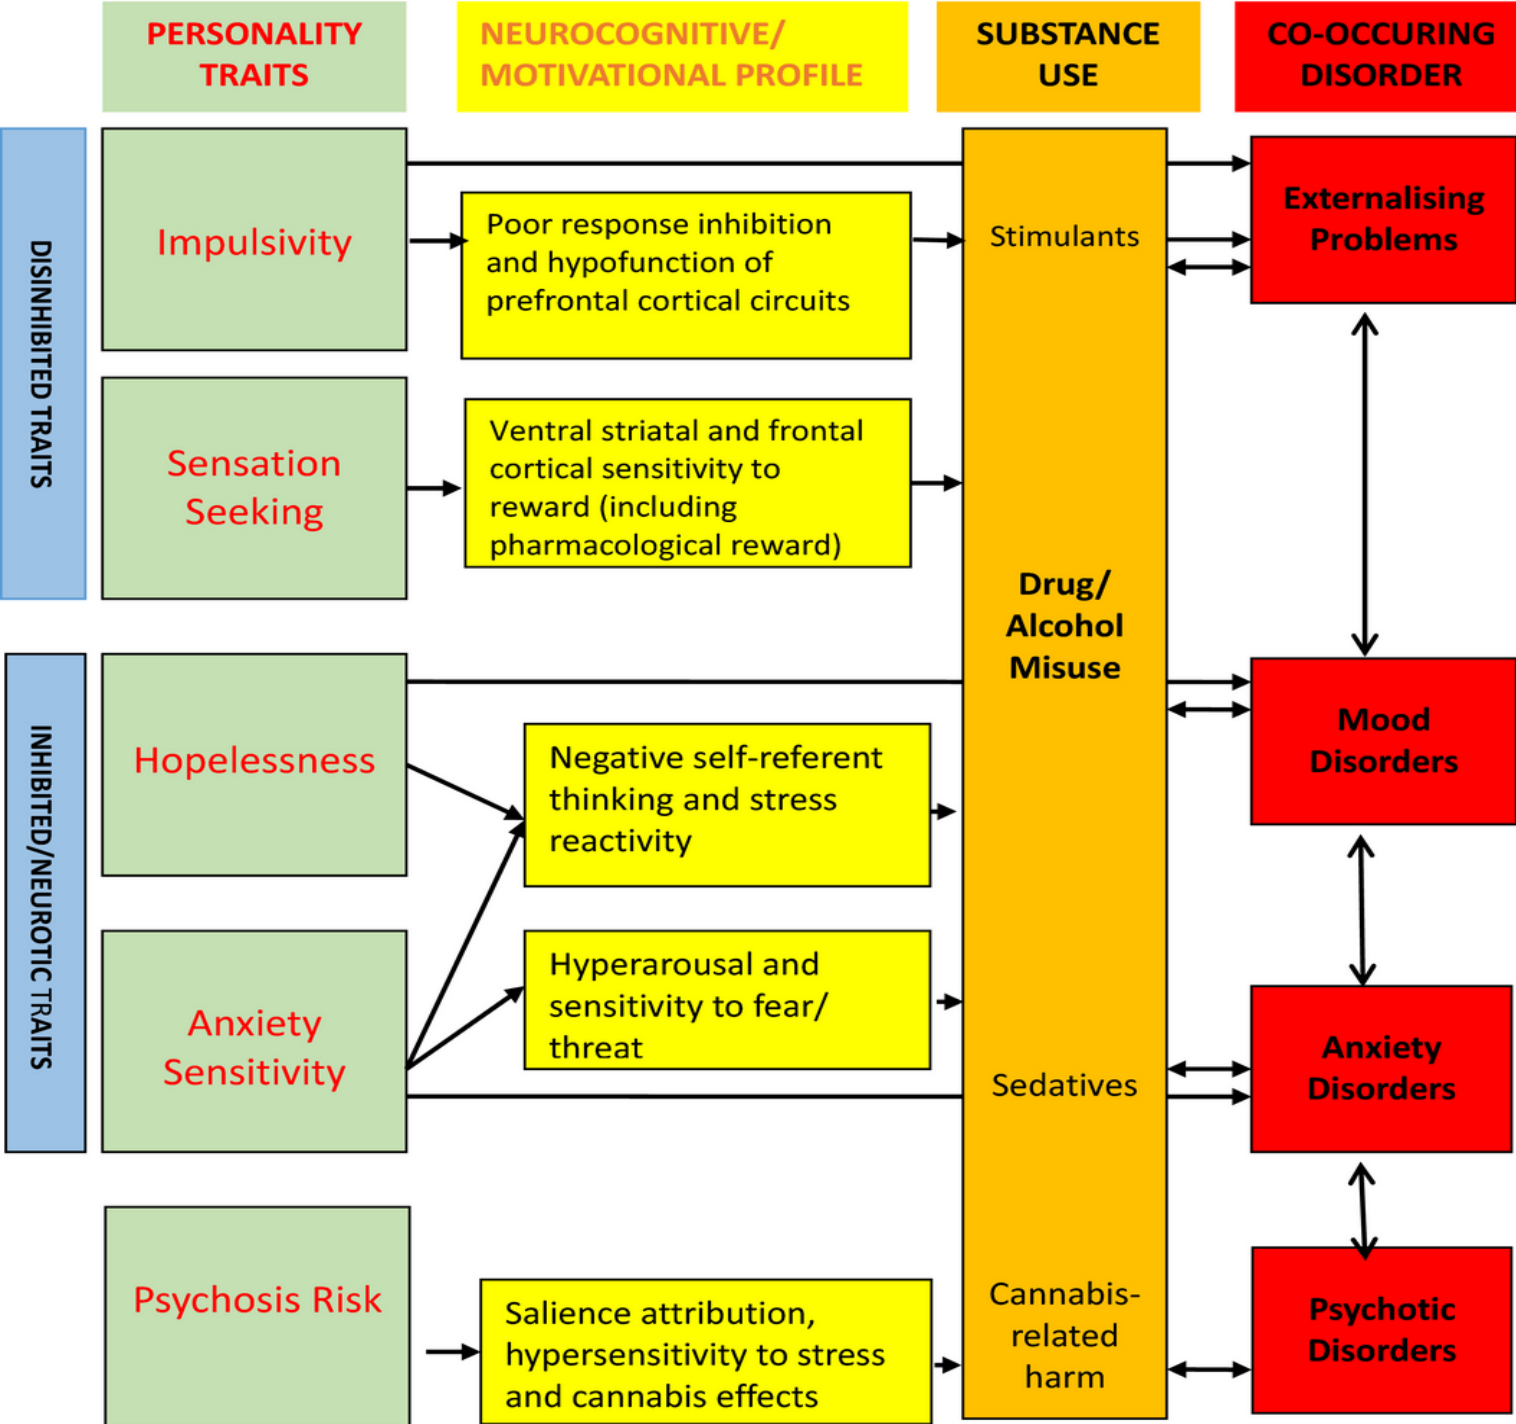 PERSONALITY
TRAITS
NEUROCOGNITIVE/
MOTIVATIONAL PROFILE
SUBSTANCE
USE
CO-OCCURING
DISORDER
DISINHIBITED TRAITS
Impulsivity
Poor response inhibition
and hypofunction of
prefrontal cortical circuits
Stimulants
Externalising
Problems
Sensation
Seeking
Ventral striatal and frontal
cortical sensitivity to
reward (including
pharmacological reward)
Drug/
Alcohol
Misuse
INHIBITED/NEUROTIC TRAITS
Hopelessness
Negative self-referent
thinking and stress
reactivity
Mood
Disorders
Anxiety
Sensitivity
Hyperarousal and
sensitivity to fear/
threat
Sedatives
Anxiety
Disorders
Psychosis Risk
Salience attribution,
hypersensitivity to stress
and cannabis effects
Cannabis-
related
harm
Psychotic
Disorders